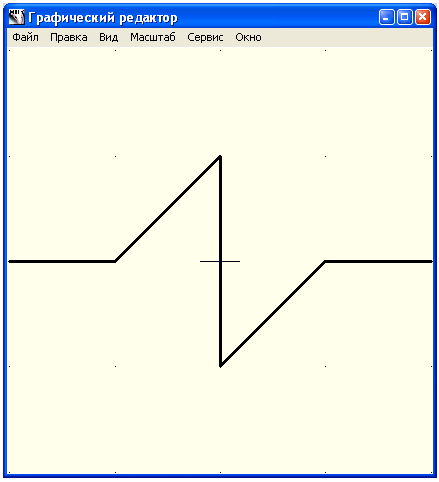 Графический редактор
Файл Правка Вид Масштаб Сервис Окно